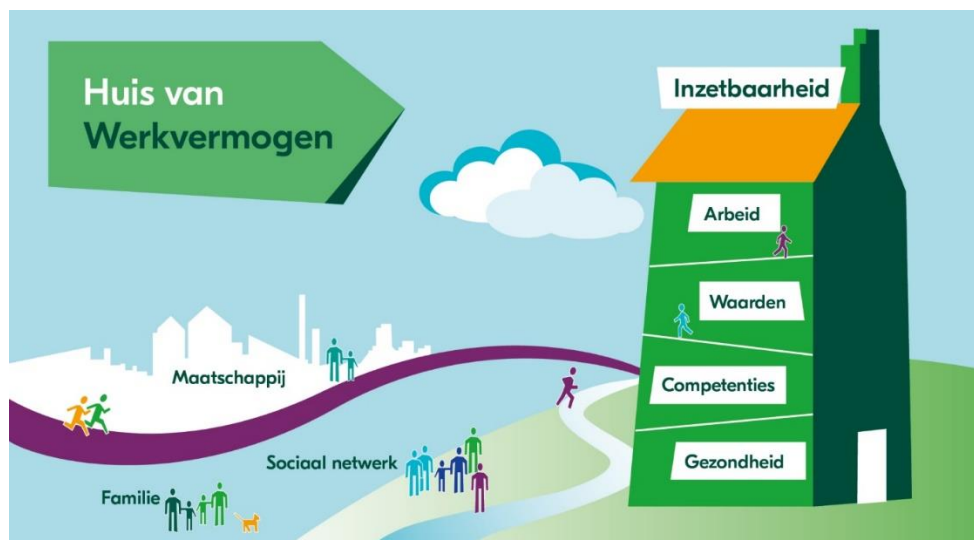 Huis van
Werkvermogen
Inzetbaarheid
Arbeid
Waarden
Competenties
Gezondheid
Maatschappij
Sociaal netwerk
Familie